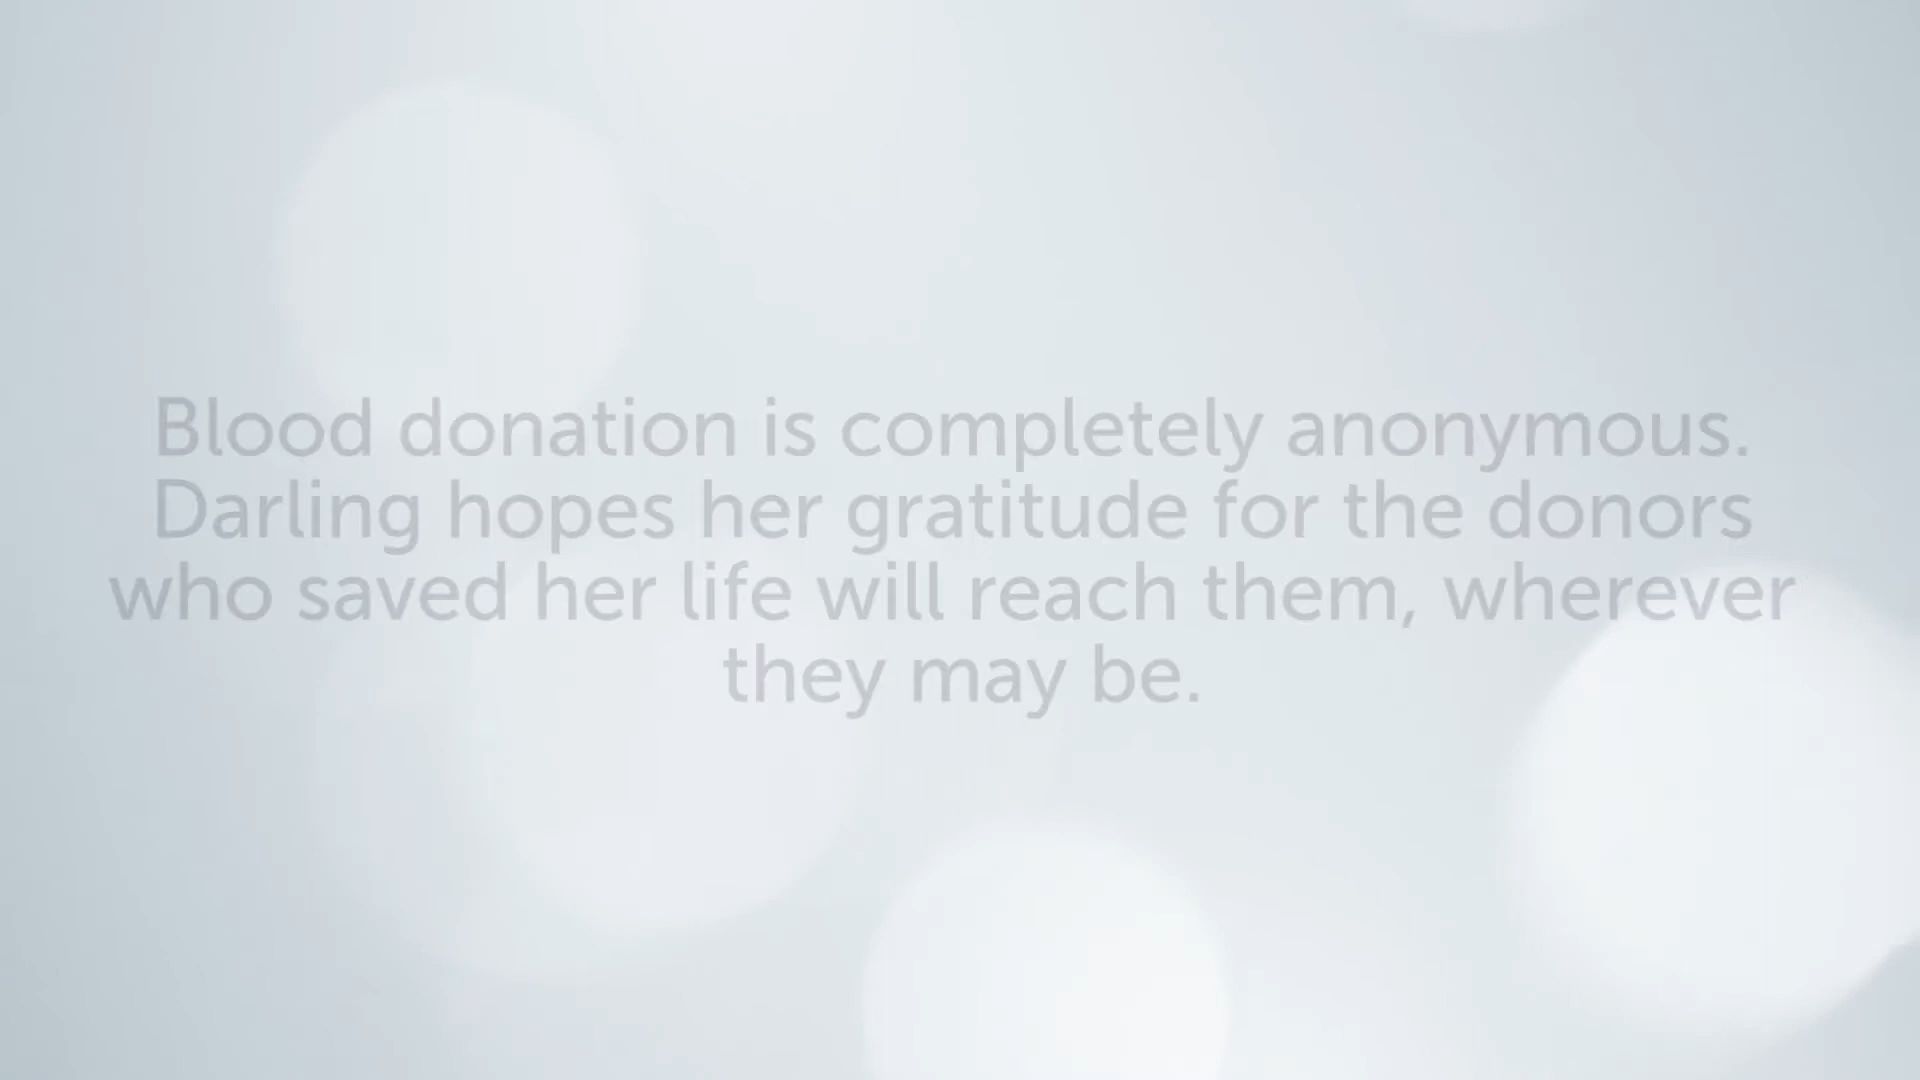 Blood donation is completely anonymous.
Darling hopes her gratitude for the donors
who saved her life will reach them, wherever
they may be.